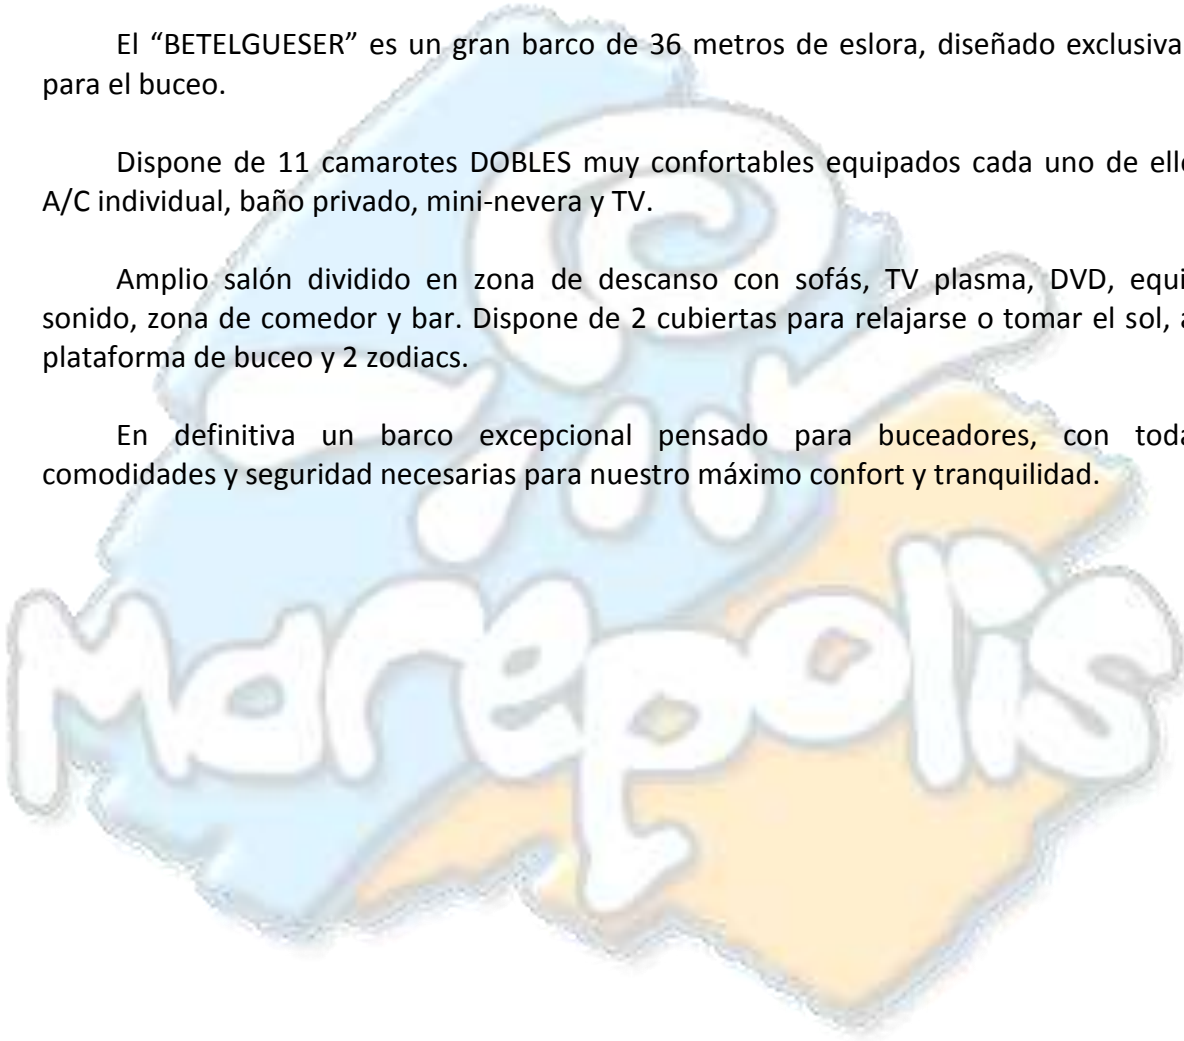 El “BETELGUESER” es un gran barco de 36 metros de eslora, diseñado exclusiva
para el buceo.
Dispone de 11 camarotes DOBLES muy confortables equipados cada uno de ell
A/C individual, baño privado, mini-nevera y TV.
Amplio salón dividido en zona de descanso con sofás, TV plasma, DVD, equi
sonido, zona de comedor y bar. Dispone de 2 cubiertas para relajarse o tomar el sol, a
plataforma de buceo y 2 zodiacs.
En definitiva un barco excepcional pensado para buceadores, con toda
comodidades y seguridad necesarias para nuestro máximo confort y tranquilidad.
Marepolis